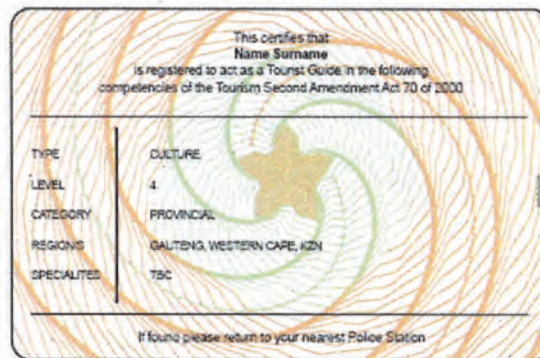 This certifies that
Name Surname
is registered to act as a Tourist Guide in the following
competencies of the Tourism Second Amendment Act 70 of 2000
TYPE CULTURE
LEVEL 4
CATEGORY PROVINCIAL
REGION/S GAUTENG, WESTERN CAPE, KZN
SPECIALITES TBC
If found please return to your nearest Police Station